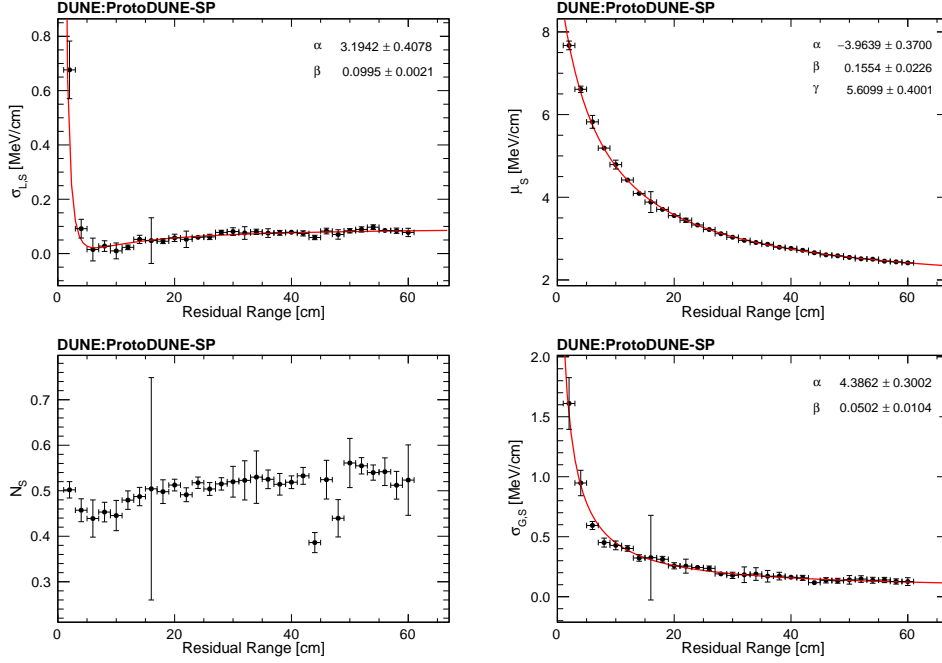 DUNE:ProtoDUNE-SP
α 3.1942 ± 0.4078
β 0.0995 ± 0.0021
σL,S [MeV/cm]
0.8
0.6
0.4
0.2
0.0
0 20 40 60
Residual Range [cm]
DUNE:ProtoDUNE-SP
α −3.9639 ± 0.3700
β 0.1554 ± 0.0226
γ 5.6099 ± 0.4001
μS [MeV/cm]
8
6
4
2
0 20 40 60
Residual Range [cm]
DUNE:ProtoDUNE-SP
NS
0.7
0.6
0.5
0.4
0.3
0 20 40 60
Residual Range [cm]
DUNE:ProtoDUNE-SP
α 4.3862 ± 0.3002
β 0.0502 ± 0.0104
σG,S [MeV/cm]
2.0
1.5
1.0
0.5
0.0
0 20 40 60
Residual Range [cm]